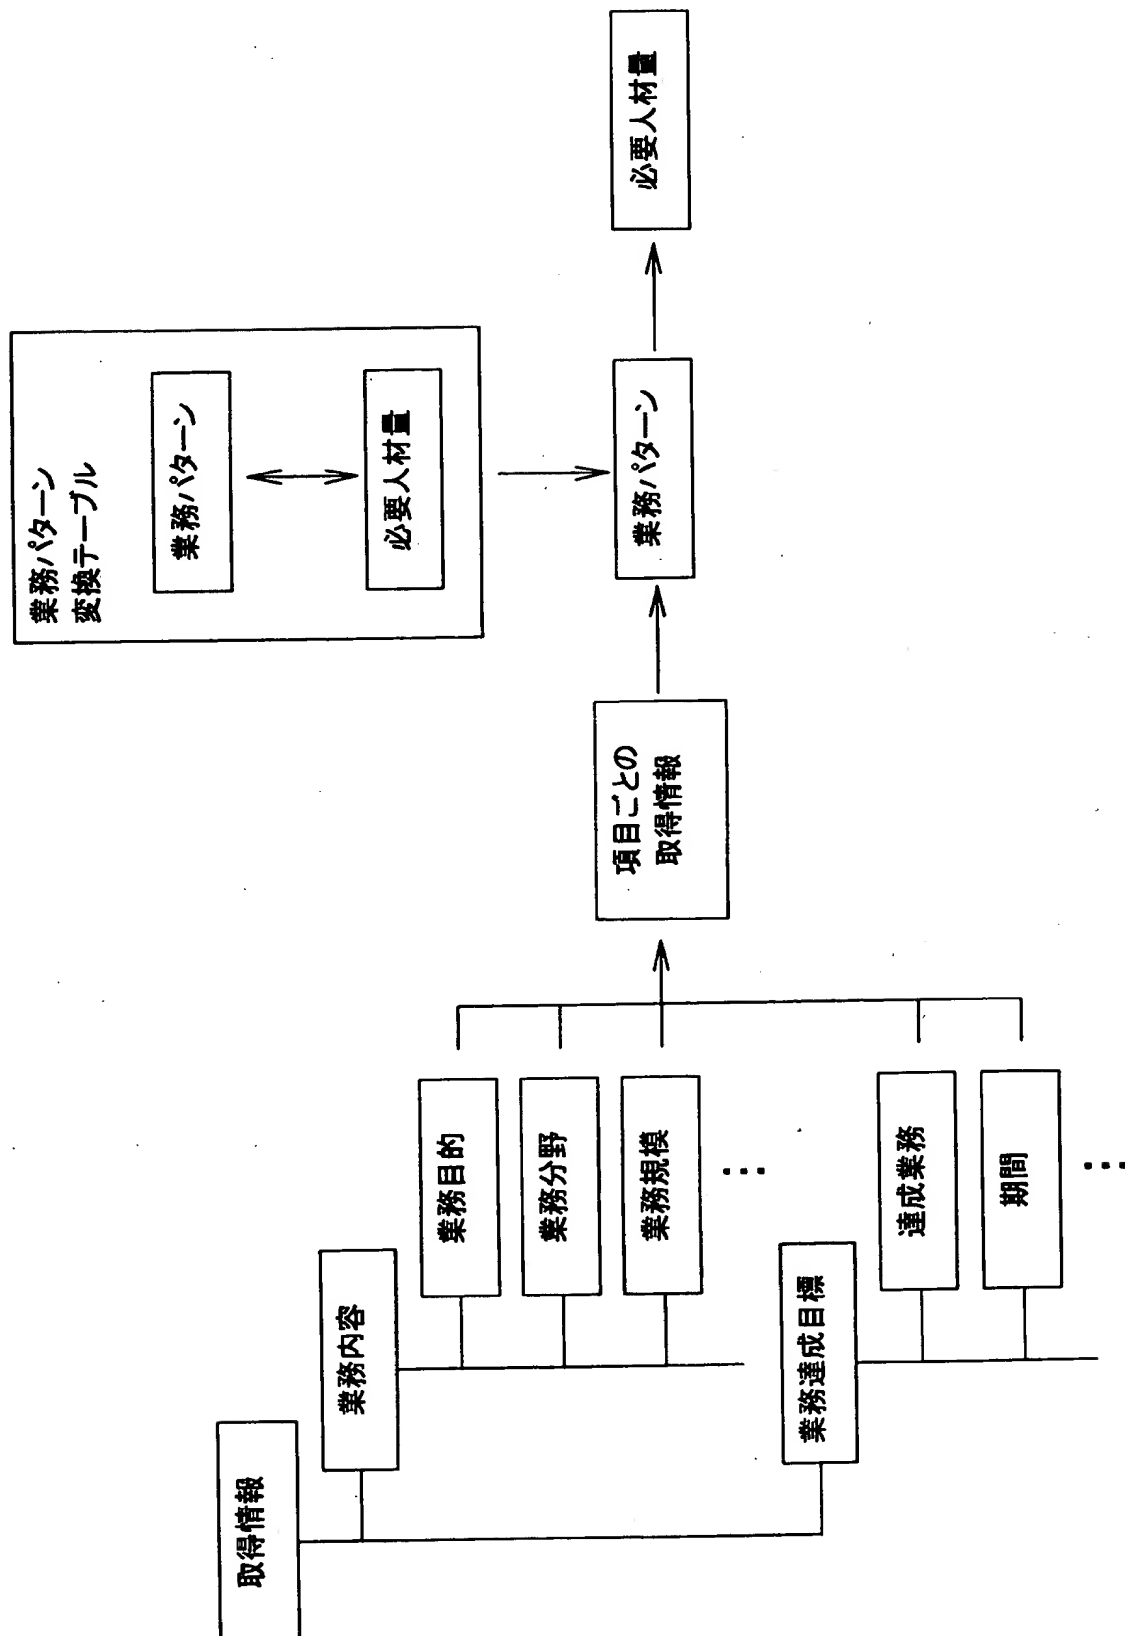 取得情報
業務内容
業務目的
業務分野
業務規模
…
業務達成目標
達成業務
期間
…
項目ごとの
取得情報
業務パターン
変換テーブル
業務パターン
必要人材量
業務パターン
必要人材量